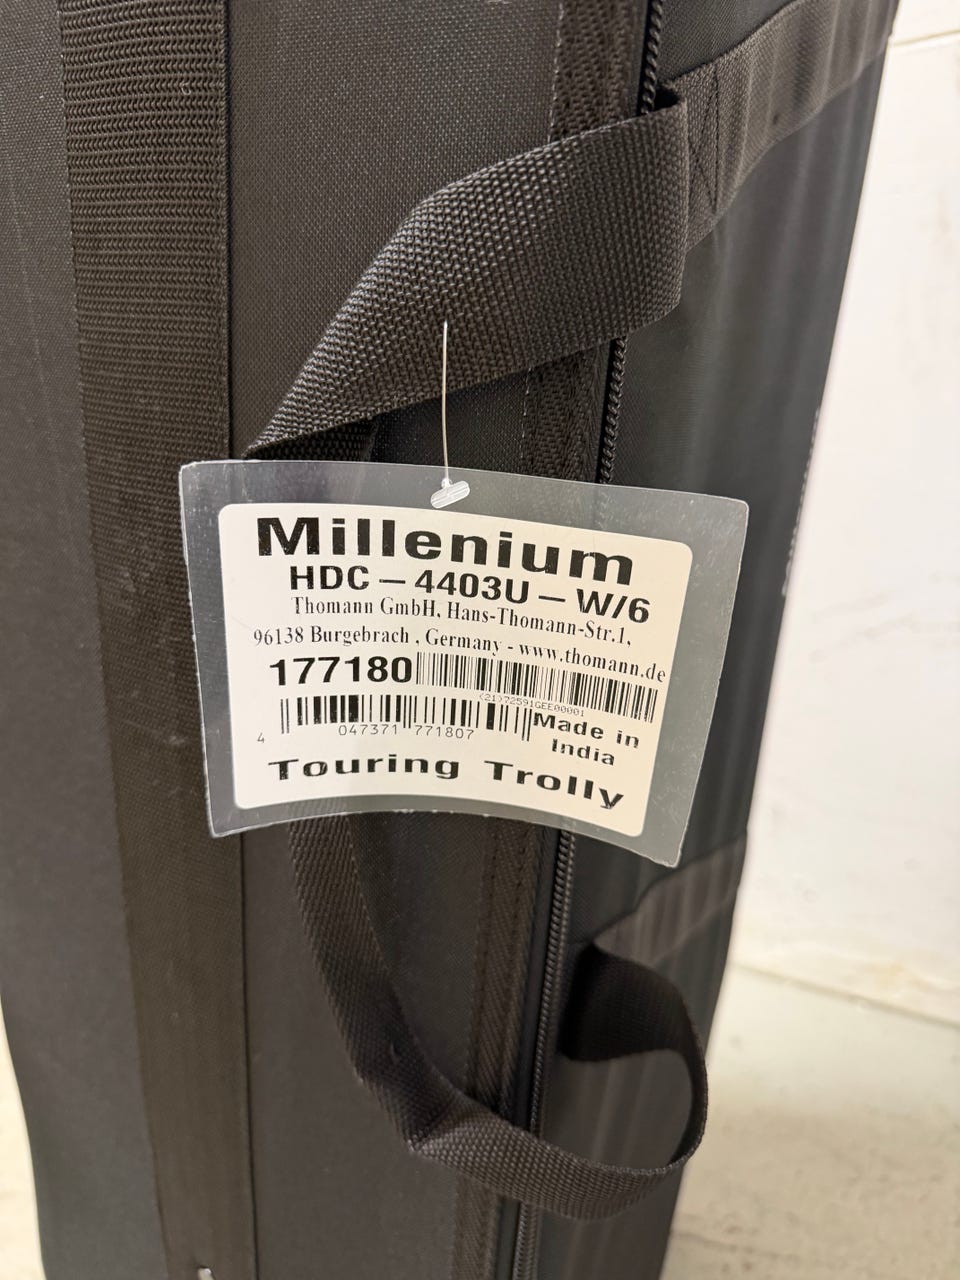 Millenium
HDC – 4403U – W/6
Thomann GmbH, Hans-Thomann-Str.1,
96138 Burgebrach , Germany - www.thomann.de
177180
(21)72591GEE00001
4 047371 771807
Made in
India
Touring Trolly